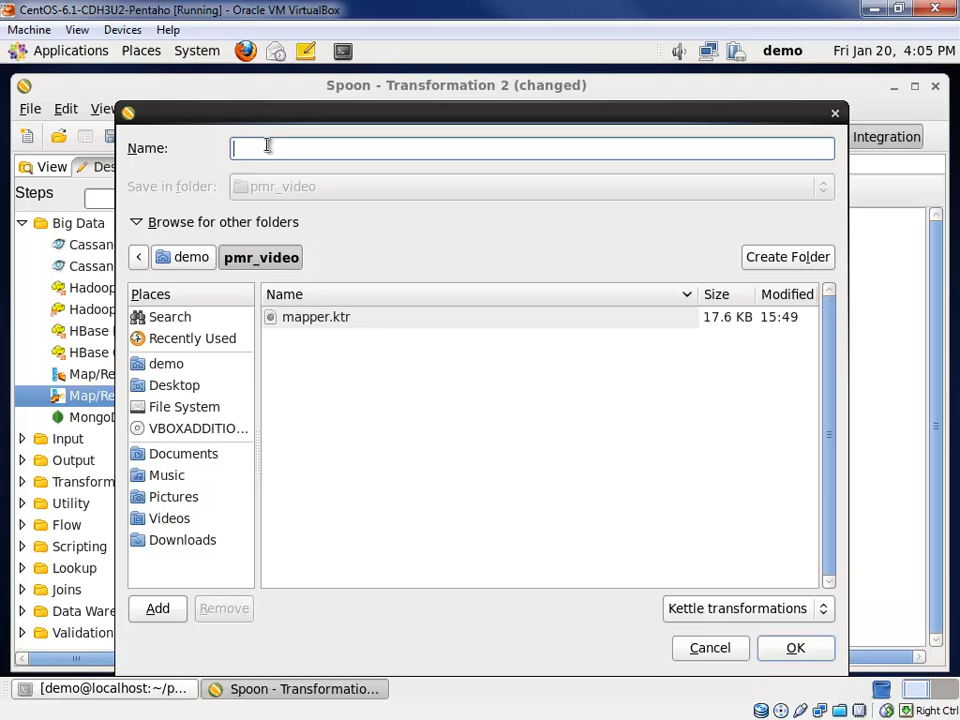 CentOS-6.1-CDH3U2-Pentaho [Running] - Oracle VM VirtualBox
Machine View Devices Help
Applications Places System demo Fri Jan 20, 4:05 PM
Spoon - Transformation 2 (changed)
File Edit Vie
Integration
Name:
View Des
Steps
Save in folder: pmr_video
Big Data
Browse for other folders
Cassan
demo pmr_video Create Folder
Cassan
Hadoop
Places Name Size Modified
Hadoop
Search mapper.ktr 17.6 KB 15:49
HBase
Recently Used
HBase
demo
Map/Re
Desktop
Map/Re
File System
MongoD
VBOXADDITIO...
Input
Documents
Output
Music
Transform
Pictures
Utility
Videos
Flow
Downloads
Scripting
Lookup
Joins
Data Ware
Add Remove Kettle transformations
Validation
Cancel OK
[demo@localhost:~/p... Spoon - Transformatio...
Right Ctrl